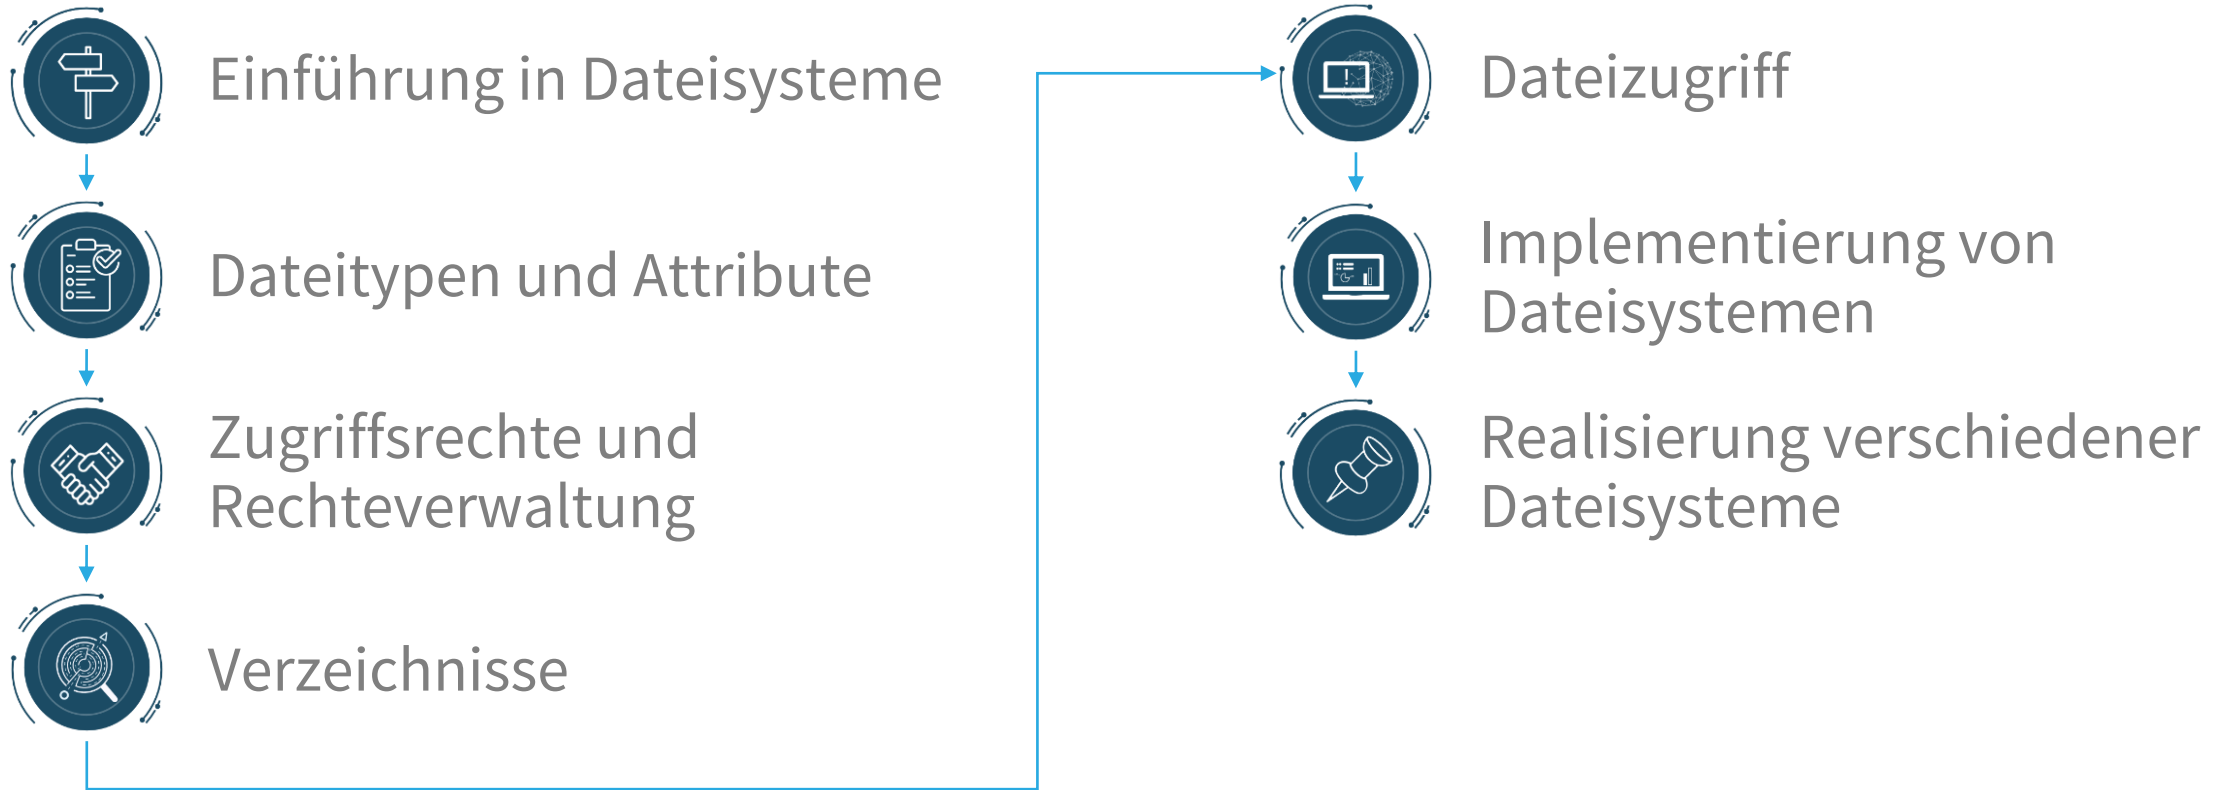 Einführung in Dateisysteme
Dateitypen und Attribute
Zugriffsrechte und
Rechteverwaltung
Verzeichnisse
Dateizugriff
Implementierung von
Dateisystemen
Realisierung verschiedener
Dateisysteme